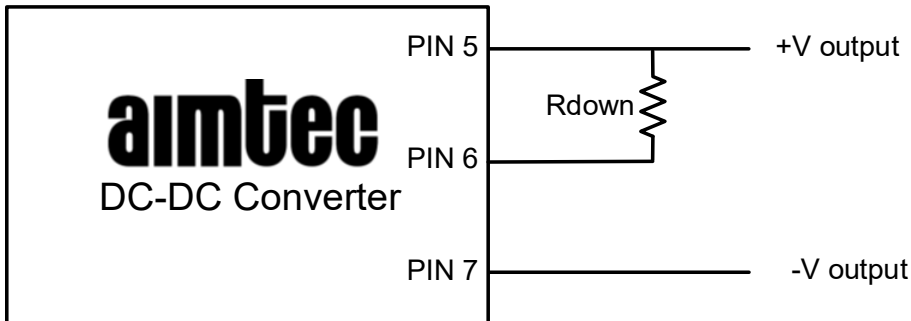 PIN 5
+V output
aimtec
Rdown
PIN 6
DC-DC Converter
PIN 7
-V output